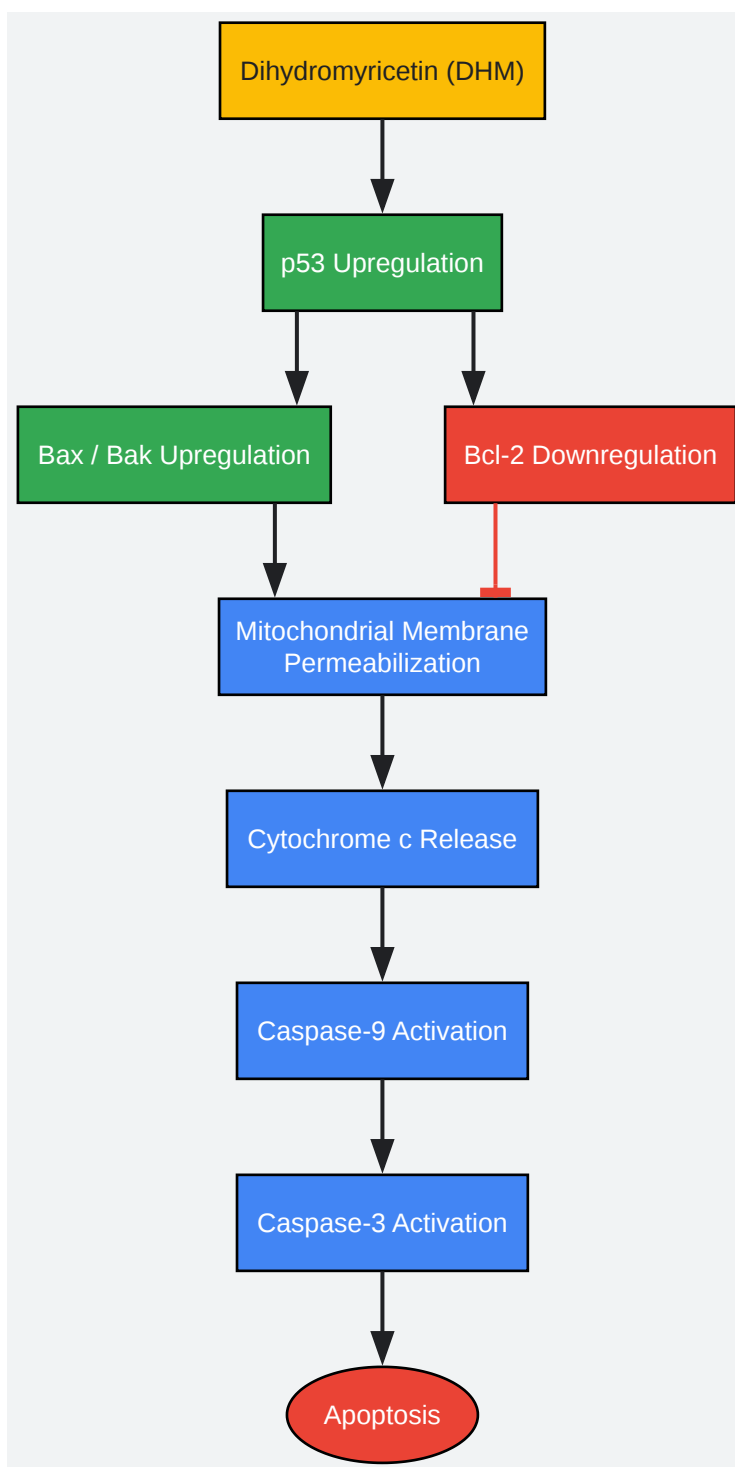 Dihydromyricetin (DHM)
p53 Upregulation
Bax / Bak Upregulation
Bcl-2 Downregulation
Mitochondrial Membrane
Permeabilization
Cytochrome c Release
Caspase-9 Activation
Caspase-3 Activation
Apoptosis